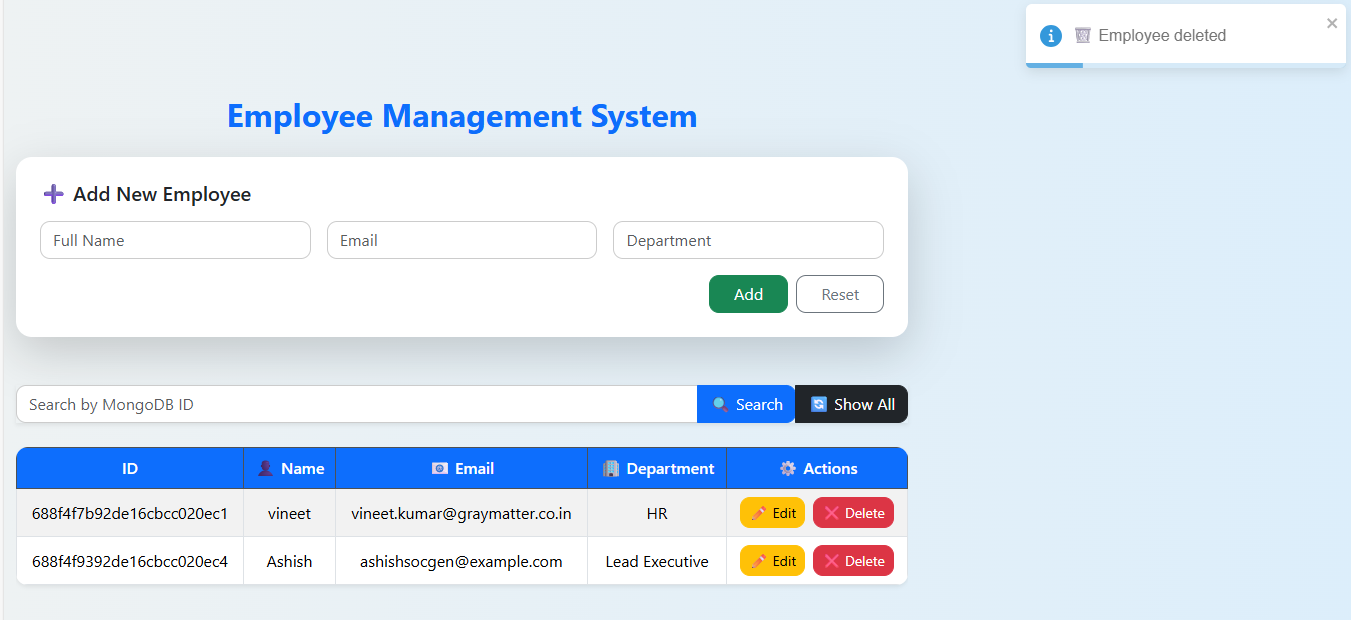 Employee deleted
Employee Management System
Add New Employee
Full Name Email Department
Add Reset
Search by MongoDB ID Search Show All
ID Name Email Department Actions
688f4f7b92de16cbcc020ec1 vineet vineet.kumar@graymatter.co.in HR Edit Delete
688f4f9392de16cbcc020ec4 Ashish ashishsocgen@example.com Lead Executive Edit Delete